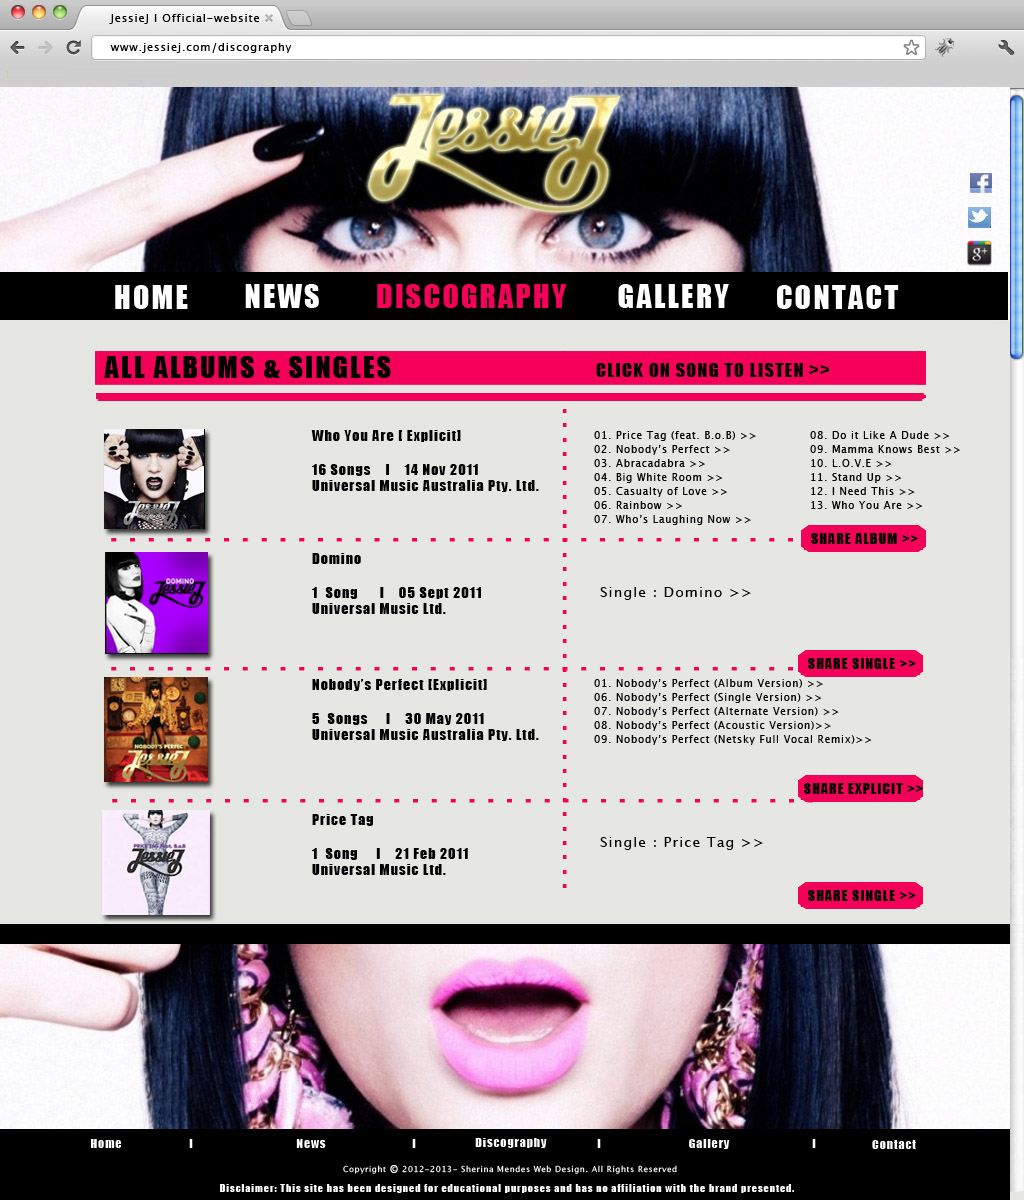 JessieJ I Official-website
www.jessiej.com/discography
JessieJ
HOME NEWS DISCOGRAPHY GALLERY CONTACT
ALL ALBUMS & SINGLES
CLICK ON SONG TO LISTEN >>
Who You Are [ Explicit]
16 Songs I 14 Nov 2011
Universal Music Australia Pty. Ltd.
01. Price Tag (feat. B.o.B) >>
02. Nobody's Perfect >>
03. Abracadabra >>
04. Big White Room >>
05. Casualty of Love >>
06. Rainbow >>
07. Who's Laughing Now >>
08. Do it Like A Dude >>
09. Mamma Knows Best >>
10. L.O.V.E >>
11. Stand Up >>
12. I Need This >>
13. Who You Are >>
SHARE ALBUM >>
DOMINO
JessieJ
Domino
1 Song I 05 Sept 2011
Universal Music Ltd.
Single : Domino >>
SHARE SINGLE >>
NOBODY'S PERFECT
JessieJ
Nobody's Perfect [Explicit]
5 Songs I 30 May 2011
Universal Music Australia Pty. Ltd.
01. Nobody's Perfect (Album Version) >>
06. Nobody's Perfect (Single Version) >>
07. Nobody's Perfect (Alternate Version) >>
08. Nobody's Perfect (Acoustic Version)>>
09. Nobody's Perfect (Netsky Full Vocal Remix)>>
SHARE EXPLICIT >>
PRICE TAG feat. B.o.B
JessieJ
Price Tag
1 Song I 21 Feb 2011
Universal Music Ltd.
Single : Price Tag >>
SHARE SINGLE >>
Home I News I Discography I Gallery I Contact
Copyright © 2012-2013- Sherina Mendes Web Design. All Rights Reserved
Disclaimer: This site has been designed for educational purposes and has no affiliation with the brand presented.